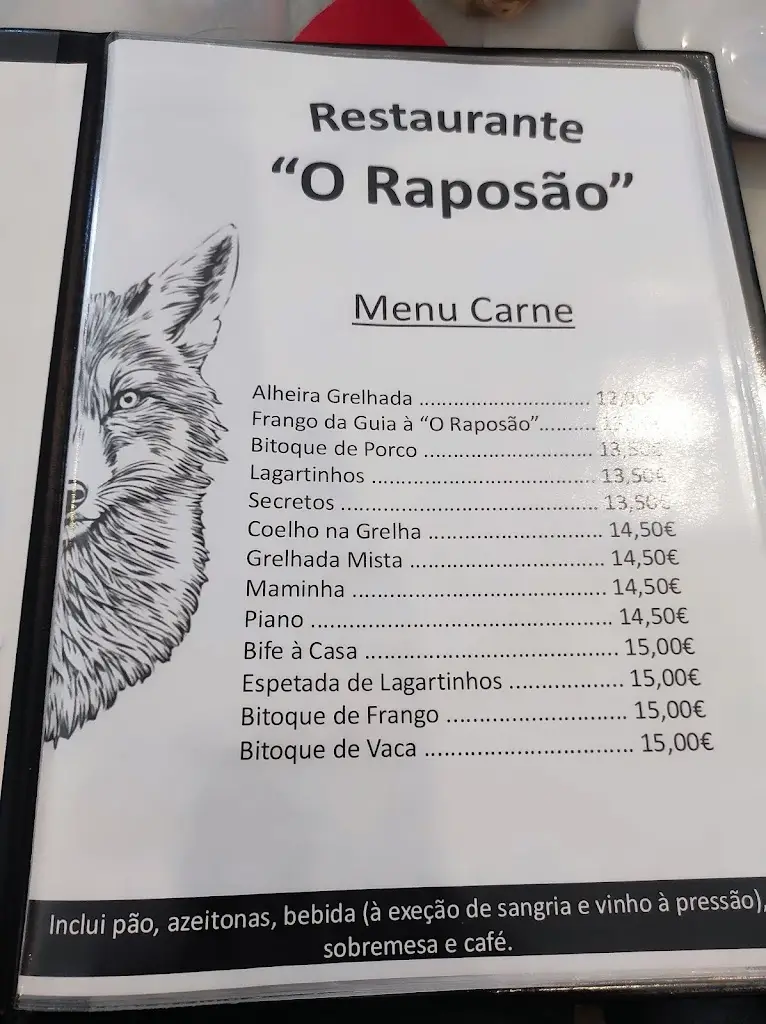 Restaurante
“O Raposão”
Menu Carne
Alheira Grelhada ................................ 12,00€
Frango da Guia à “O Raposão”..........
Bitoque de Porco ............................... 13,50€
Lagartinhos ........................................ 13,50€
Secretos ............................................. 13,50€
Coelho na Grelha ............................... 14,50€
Grelhada Mista .................................. 14,50€
Maminha ............................................ 14,50€
Piano .................................................. 14,50€
Bife à Casa .......................................... 15,00€
Espetada de Lagartinhos ................... 15,00€
Bitoque de Frango ............................. 15,00€
Bitoque de Vaca ................................. 15,00€
Inclui pão, azeitonas, bebida (à exeção de sangria e vinho à pressão),
sobremesa e café.